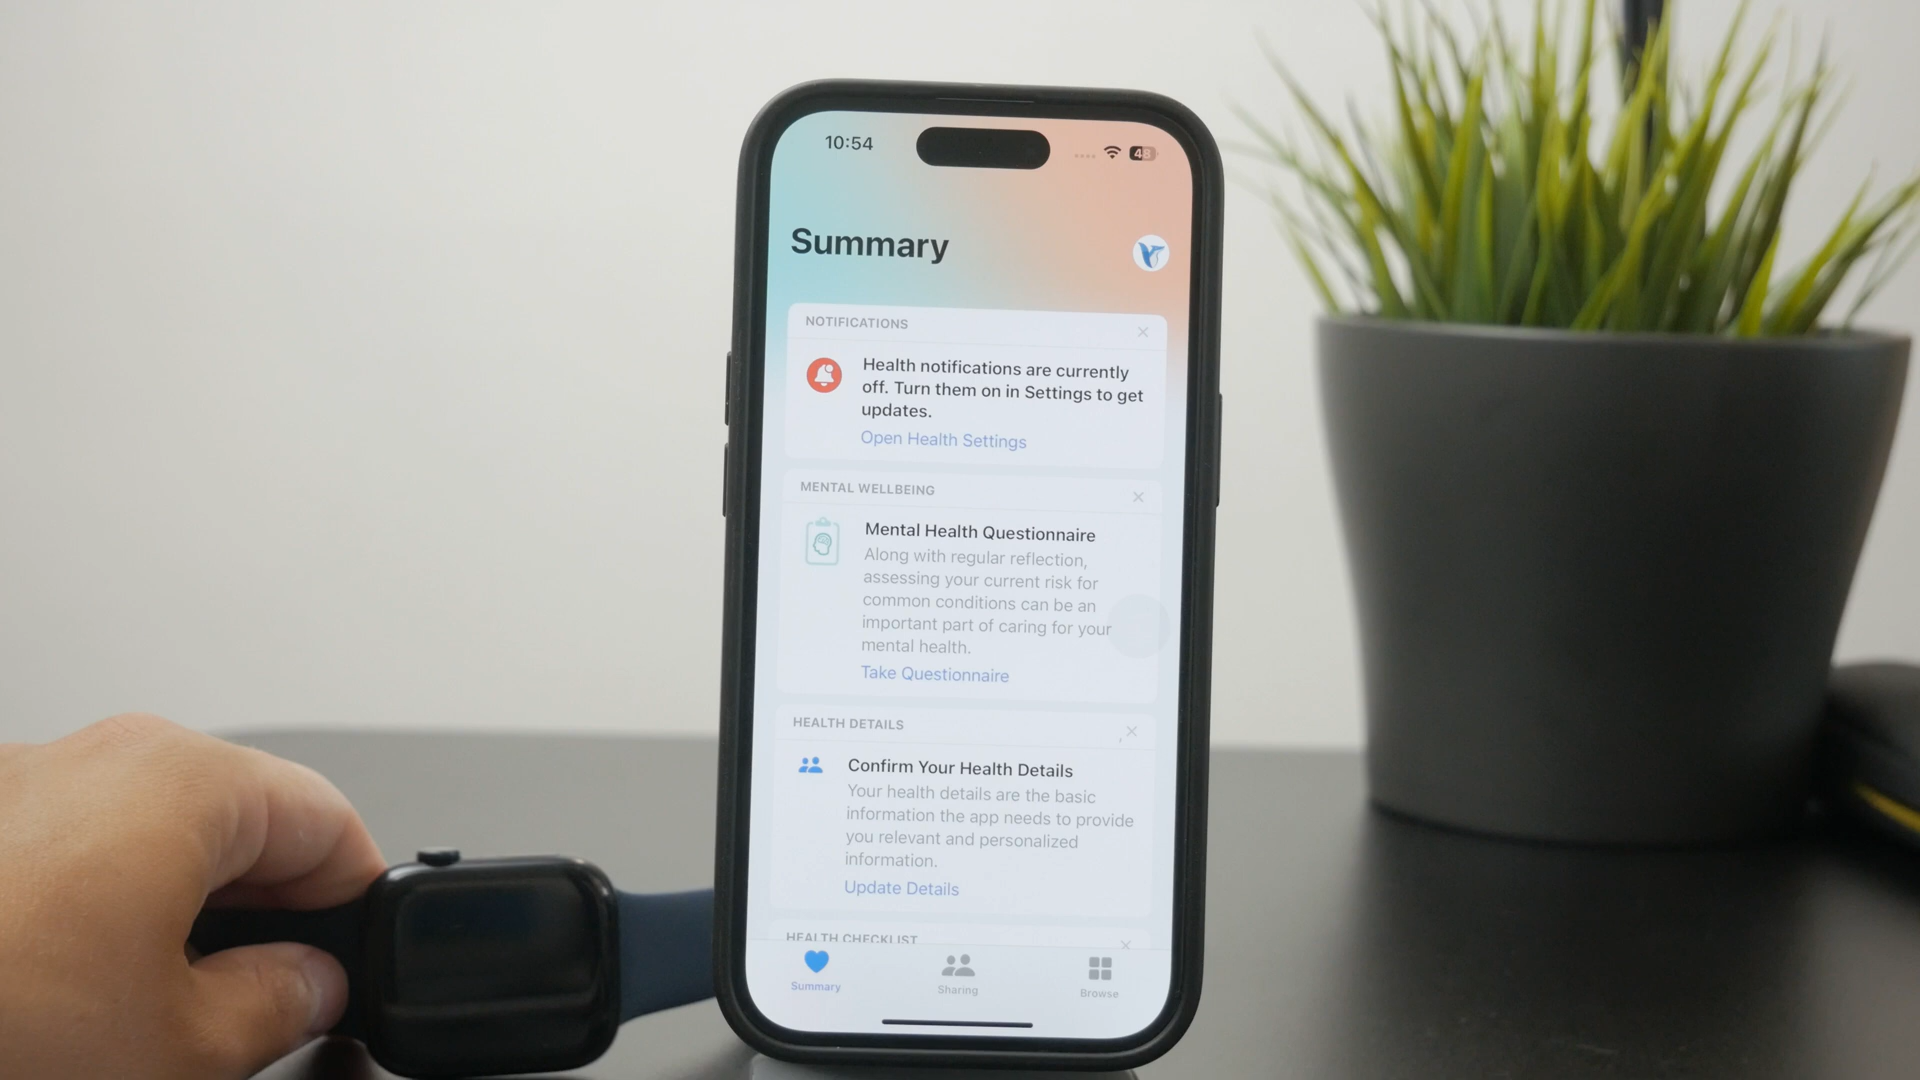 10:54
48
Summary
NOTIFICATIONS
Health notifications are currently
off. Turn them on in Settings to get
updates.
Open Health Settings
MENTAL WELLBEING
Mental Health Questionnaire
Along with regular reflection,
assessing your current risk for
common conditions can be an
important part of caring for your
mental health.
Take Questionnaire
HEALTH DETAILS
Confirm Your Health Details
Your health details are the basic
information the app needs to provide
you relevant and personalized
information.
Update Details
HEALTH CHECKLIST
Summary
Sharing
Browse